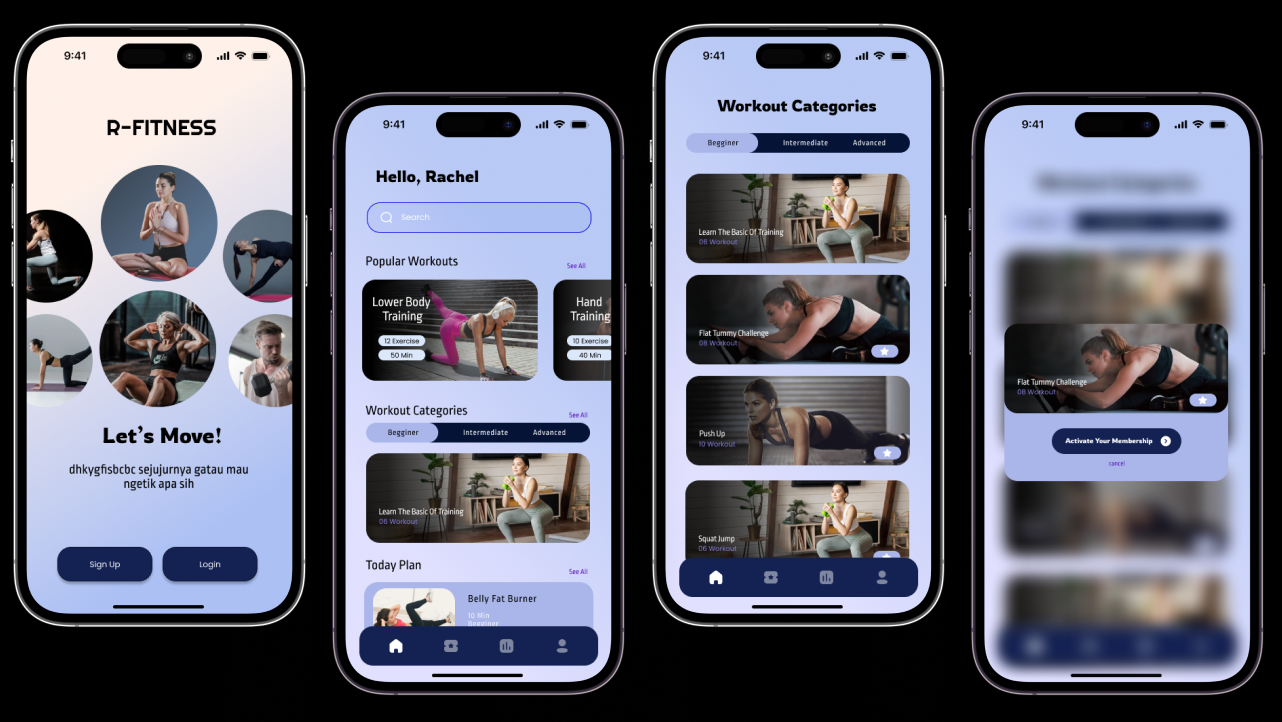 9:41
R-FITNESS
Let's Move!
dhkygfisbcbc sejujurnya gatau mau
ngetik apa sih
Sign Up
Login
9:41
Hello, Rachel
Search
Popular Workouts
See All
Lower Body
Training
12 Exercise
50 Min
Hand
Training
10 Exercise
40 Min
Workout Categories
See All
Begginer
Intermediate
Advanced
Learn The Basic Of Training
06 Workout
Today Plan
See All
Belly Fat Burner
10 Min
Begginer
9:41
Workout Categories
Begginer
Intermediate
Advanced
Learn The Basic Of Training
06 Workout
Flat Tummy Challenge
08 Workout
Push Up
10 Workout
Squat Jump
06 Workout
9:41
Flat Tummy Challenge
08 Workout
Activate Your Membership
cancel